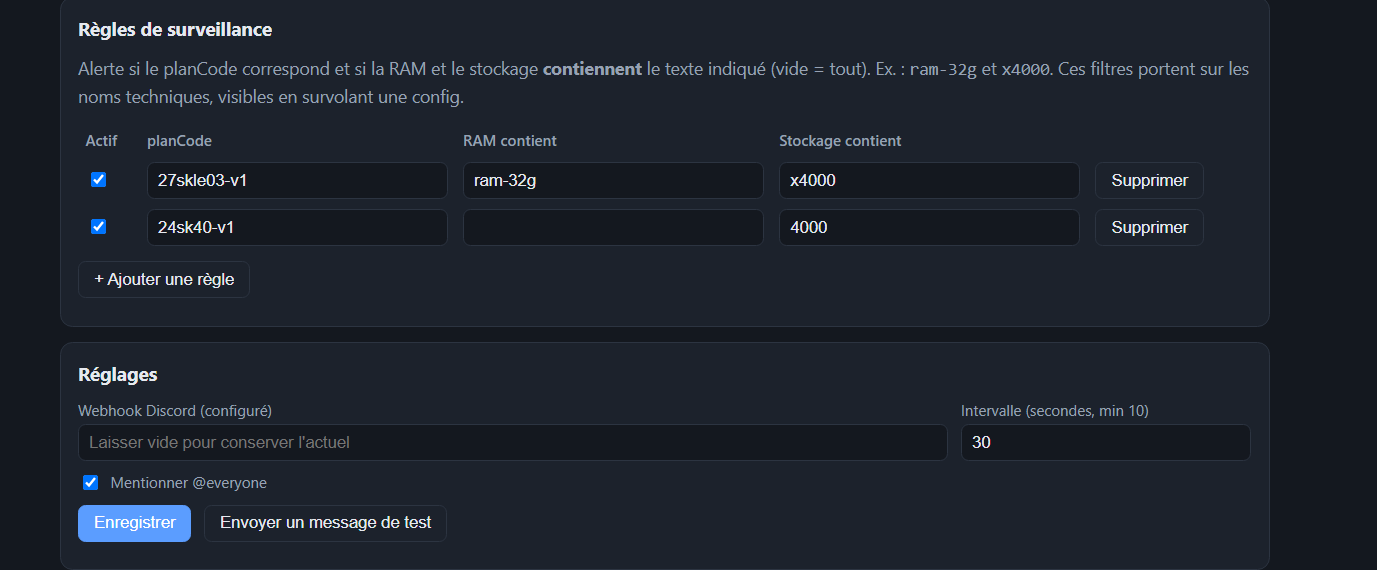 Règles de surveillance
Alerte si le planCode correspond et si la RAM et le stockage contiennent le texte indiqué (vide = tout). Ex. : ram-32g et x4000. Ces filtres portent sur les
noms techniques, visibles en survolant une config.
Actif planCode RAM contient Stockage contient
27skle03-v1 ram-32g x4000 Supprimer
24sk40-v1 4000 Supprimer
+ Ajouter une règle
Réglages
Webhook Discord (configuré) Intervalle (secondes, min 10)
Laisser vide pour conserver l'actuel 30
Mentionner @everyone
Enregistrer Envoyer un message de test